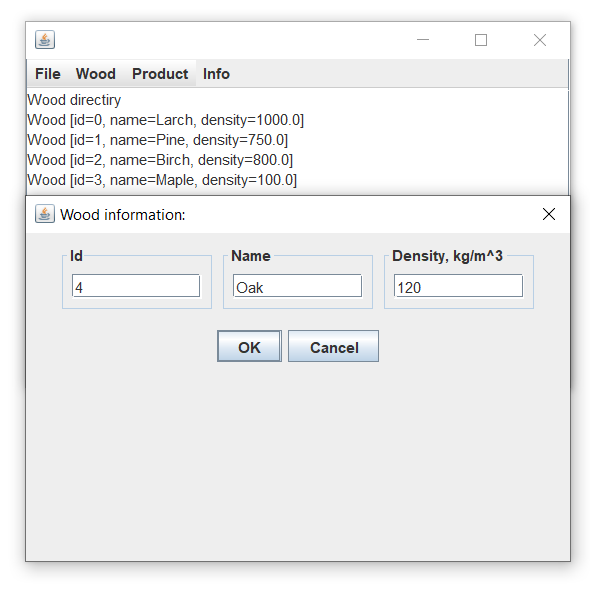 File Wood Product Info
Wood directiry
Wood [id=0, name=Larch, density=1000.0]
Wood [id=1, name=Pine, density=750.0]
Wood [id=2, name=Birch, density=800.0]
Wood [id=3, name=Maple, density=100.0]
Wood information:
Id Name Density, kg/m^3
4 Oak 120
OK Cancel